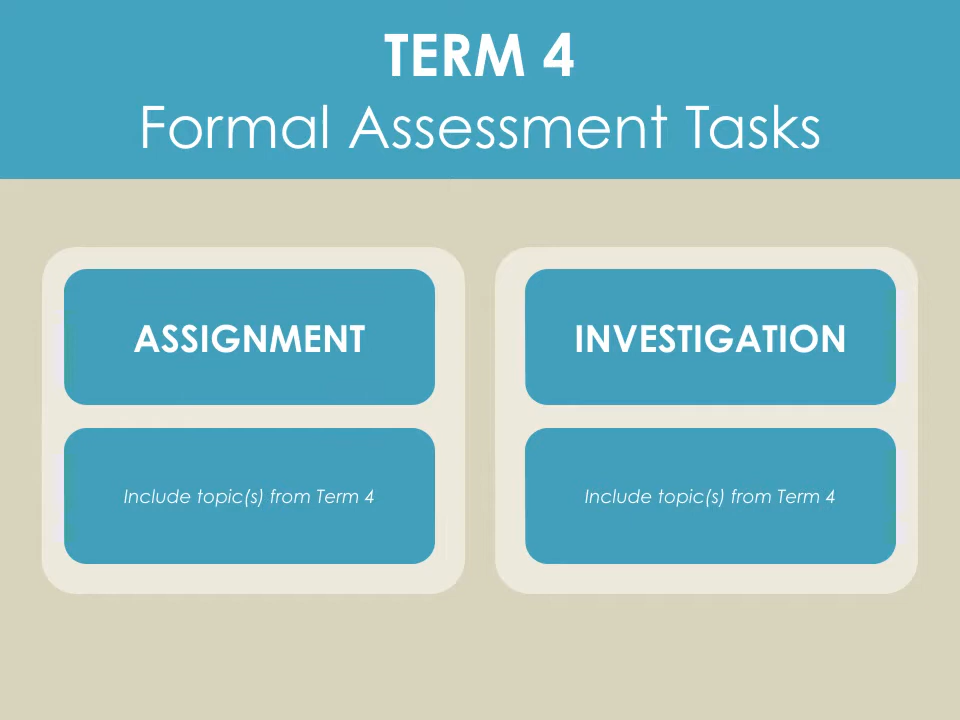 TERM 4
Formal Assessment Tasks
ASSIGNMENT
Include topic(s) from Term 4
INVESTIGATION
Include topic(s) from Term 4